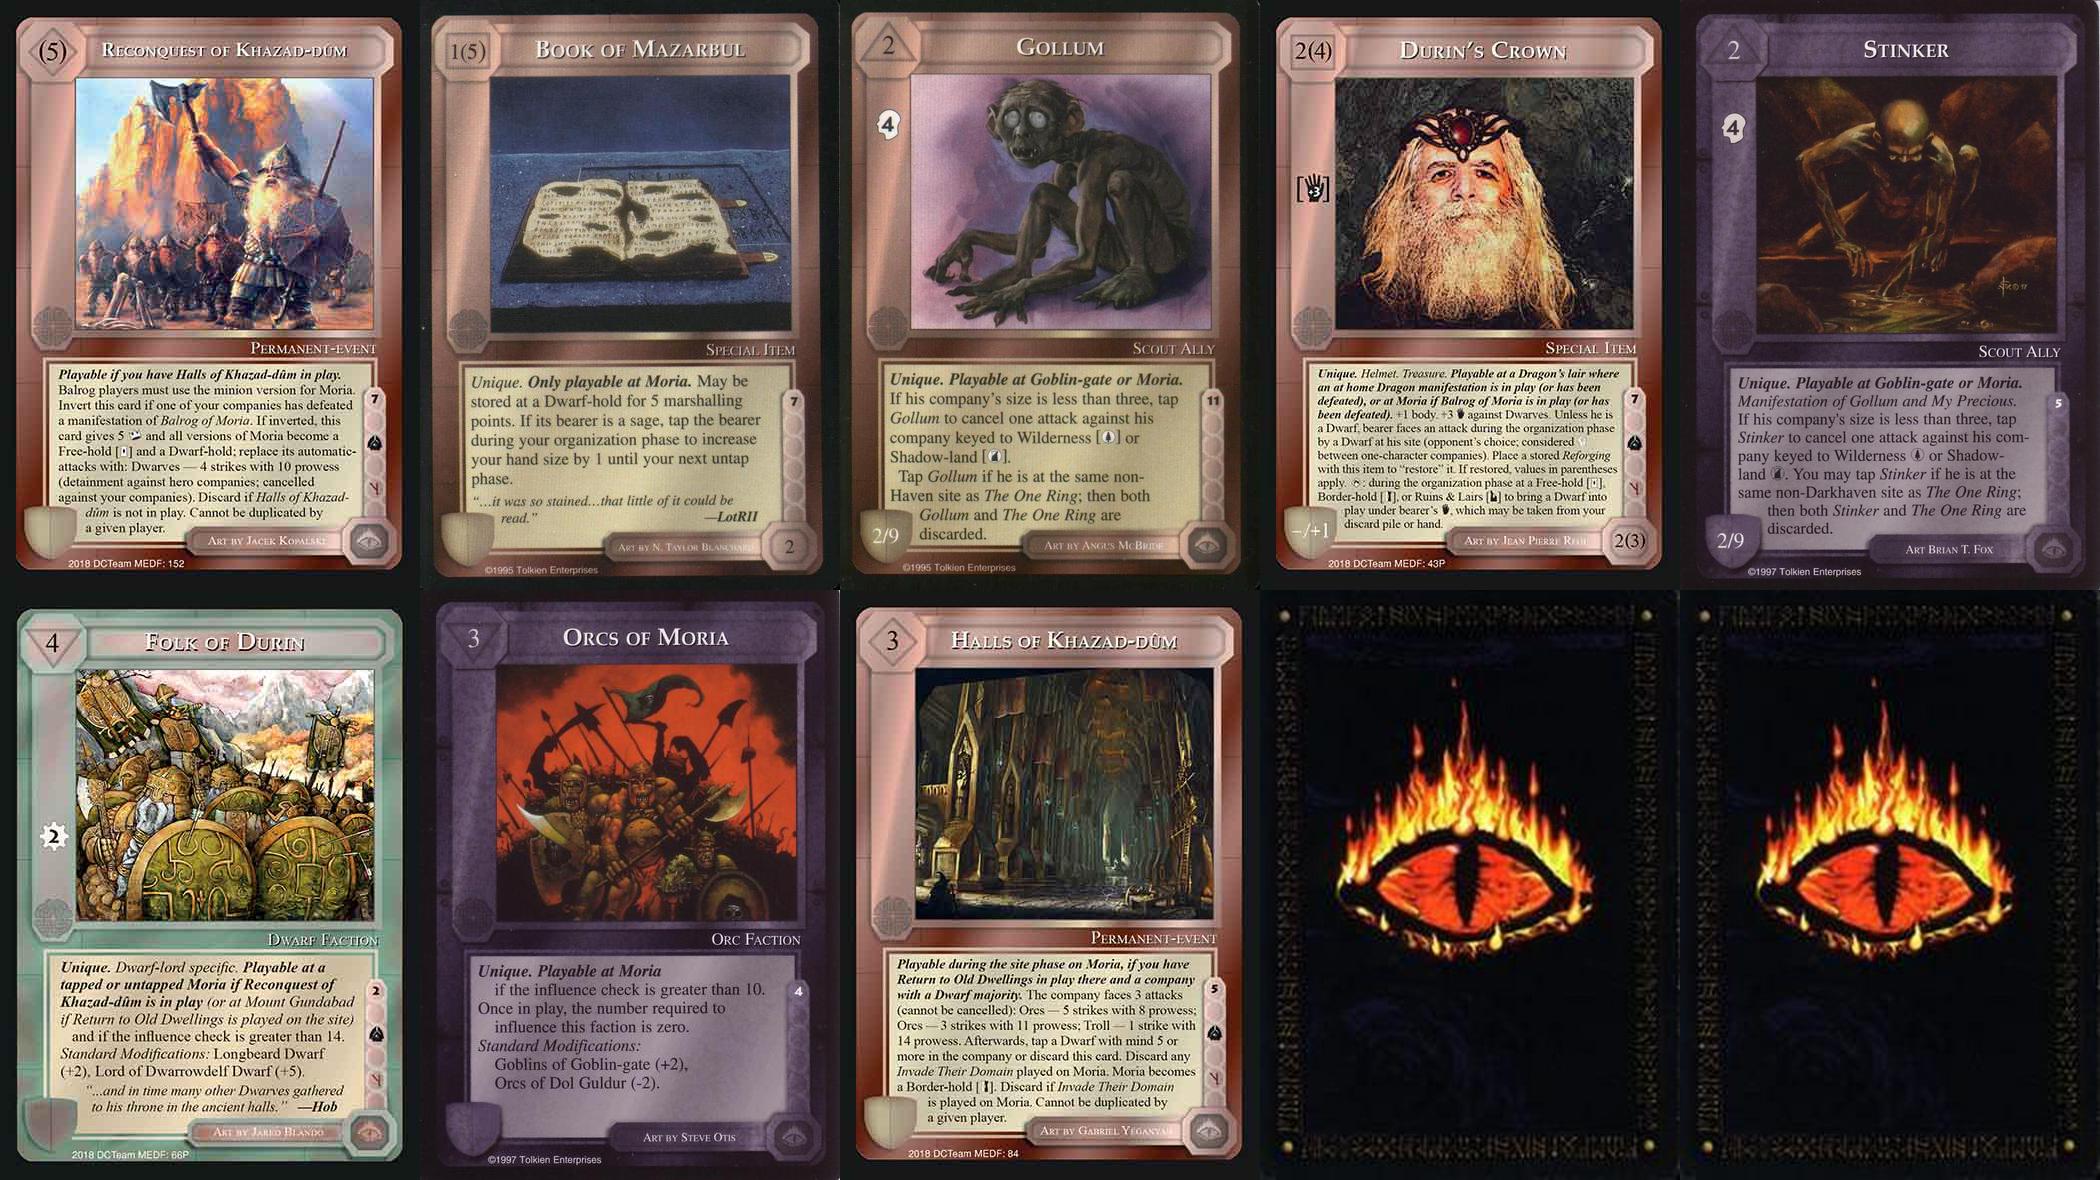 (5)
RECONQUEST OF KHAZAD-DÛM
PERMANENT-EVENT
Playable if you have Halls of Khazad-dûm in play.
Balrog players must use the minion version for Moria.
Invert this card if one of your companies has defeated
a manifestation of Balrog of Moria. If inverted, this
card gives 5 and all versions of Moria become a
Free-hold [ ] and a Dwarf-hold; replace its automatic-
attacks with: Dwarves — 4 strikes with 10 prowess
(detainment against hero companies; cancelled
against your companies). Discard if Halls of Khazad-
dûm is not in play. Cannot be duplicated by
a given player.
7
ART BY JACEK KOPALSKI
2018 DCTeam MEDF: 152
1(5)
BOOK OF MAZARBUL
SPECIAL ITEM
Unique. Only playable at Moria. May be
stored at a Dwarf-hold for 5 marshalling
points. If its bearer is a sage, tap the bearer
during your organization phase to increase
your hand size by 1 until your next untap
phase.
“...it was so stained...that little of it could be
read.” —LotRII
7
ART BY N. TAYLOR BLANCHARD
2
©1995 Tolkien Enterprises
2
GOLLUM
4
SCOUT ALLY
Unique. Playable at Goblin-gate or Moria.
If his company's size is less than three, tap
Gollum to cancel one attack against his
company keyed to Wilderness [ ] or
Shadow-land [ ].
Tap Gollum if he is at the same non-
Haven site as The One Ring; then both
Gollum and The One Ring are
discarded.
11
2/9
ART BY ANGUS MCBRIDE
©1995 Tolkien Enterprises
2(4)
DURIN'S CROWN
[+3]
SPECIAL ITEM
Unique. Helmet. Treasure. Playable at a Dragon's lair where
an at home Dragon manifestation is in play (or has been
defeated), or at Moria if Balrog of Moria is in play (or has
been defeated). +1 body. +3 against Dwarves. Unless he is
a Dwarf, bearer faces an attack during the organization phase
by a Dwarf at his site (opponent's choice; considered
between one-character companies). Place a stored Reforging
with this item to “restore” it. If restored, values in parentheses
apply. : during the organization phase at a Free-hold [ ],
Border-hold [ ], or Ruins & Lairs [ ] to bring a Dwarf into
play under bearer's , which may be taken from your
discard pile or hand.
7
–/+1
ART BY JEAN PIERRE
2(3)
2018 DCTeam MEDF: 43P
2
STINKER
4
SCOUT ALLY
Unique. Playable at Goblin-gate or Moria.
Manifestation of Gollum and My Precious.
If his company's size is less than three, tap
Stinker to cancel one attack against his com-
pany keyed to Wilderness or Shadow-
land . You may tap Stinker if he is at the
same non-Darkhaven site as The One Ring;
then both Stinker and The One Ring are
discarded.
5
2/9
ART BRIAN T. FOX
©1997 Tolkien Enterprises
4
FOLK OF DURIN
2
DWARF FACTION
Unique. Dwarf-lord specific. Playable at a
tapped or untapped Moria if Reconquest of
Khazad-dûm is in play (or at Mount Gundabad
if Return to Old Dwellings is played on the site)
and if the influence check is greater than 14.
Standard Modifications: Longbeard Dwarf
(+2), Lord of Dwarrowdelf Dwarf (+5).
“...and in time many other Dwarves gathered
to his throne in the ancient halls.” —Hob
2
ART BY JARED BLANDO
2018 DCTeam MEDF: 66P
3
ORCS OF MORIA
ORC FACTION
Unique. Playable at Moria
if the influence check is greater than 10.
Once in play, the number required to
influence this faction is zero.
Standard Modifications:
Goblins of Goblin-gate (+2),
Orcs of Dol Guldur (-2).
4
ART BY STEVE OTIS
©1997 Tolkien Enterprises
3
HALLS OF KHAZAD-DÛM
PERMANENT-EVENT
Playable during the site phase on Moria, if you have
Return to Old Dwellings in play there and a company
with a Dwarf majority. The company faces 3 attacks
(cannot be cancelled): Orcs — 5 strikes with 8 prowess;
Orcs — 3 strikes with 11 prowess; Troll — 1 strike with
14 prowess. Afterwards, tap a Dwarf with mind 5 or
more in the company or discard this card. Discard any
Invade Their Domain played on Moria. Moria becomes
a Border-hold [ ]. Discard if Invade Their Domain
is played on Moria. Cannot be duplicated by
a given player.
5
ART BY GABRIEL YEGANYAN
2018 DCTeam MEDF: 84